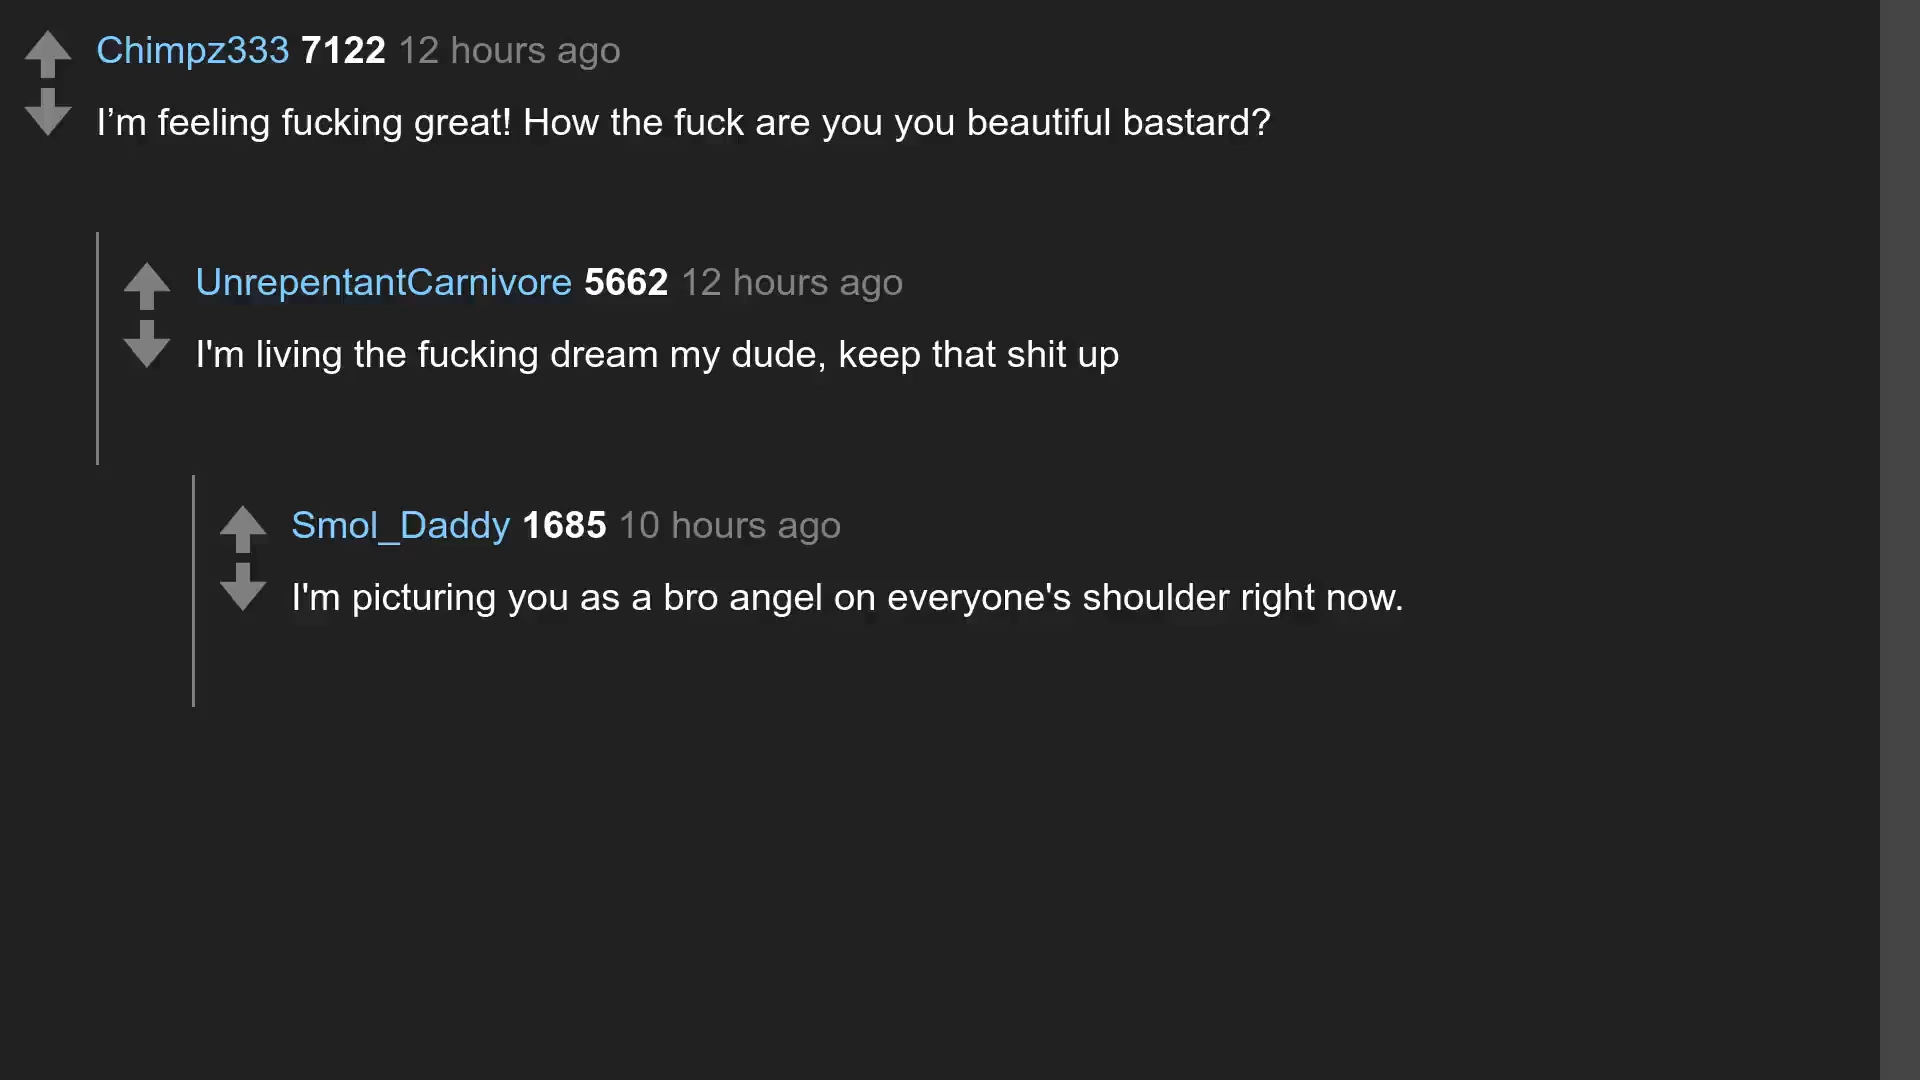 Chimpz333 7122 12 hours ago
I’m feeling fucking great! How the fuck are you you beautiful bastard?
UnrepentantCarnivore 5662 12 hours ago
I'm living the fucking dream my dude, keep that shit up
Smol_Daddy 1685 10 hours ago
I'm picturing you as a bro angel on everyone's shoulder right now.